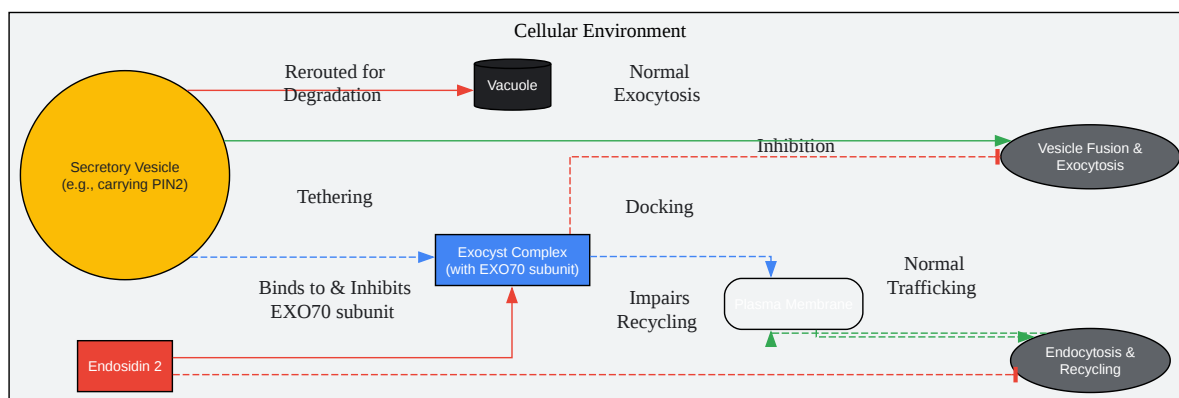 Cellular Environment
Rerouted for
Degradation
Vacuole
Normal
Exocytosis
Secretory Vesicle
(e.g., carrying PIN2)
Inhibition
Vesicle Fusion &
Exocytosis
Tethering
Docking
Exocyst Complex
(with EXO70 subunit)
Binds to & Inhibits
EXO70 subunit
Impairs
Recycling
Plasma Membrane
Normal
Trafficking
Endosidin 2
Endocytosis &
Recycling